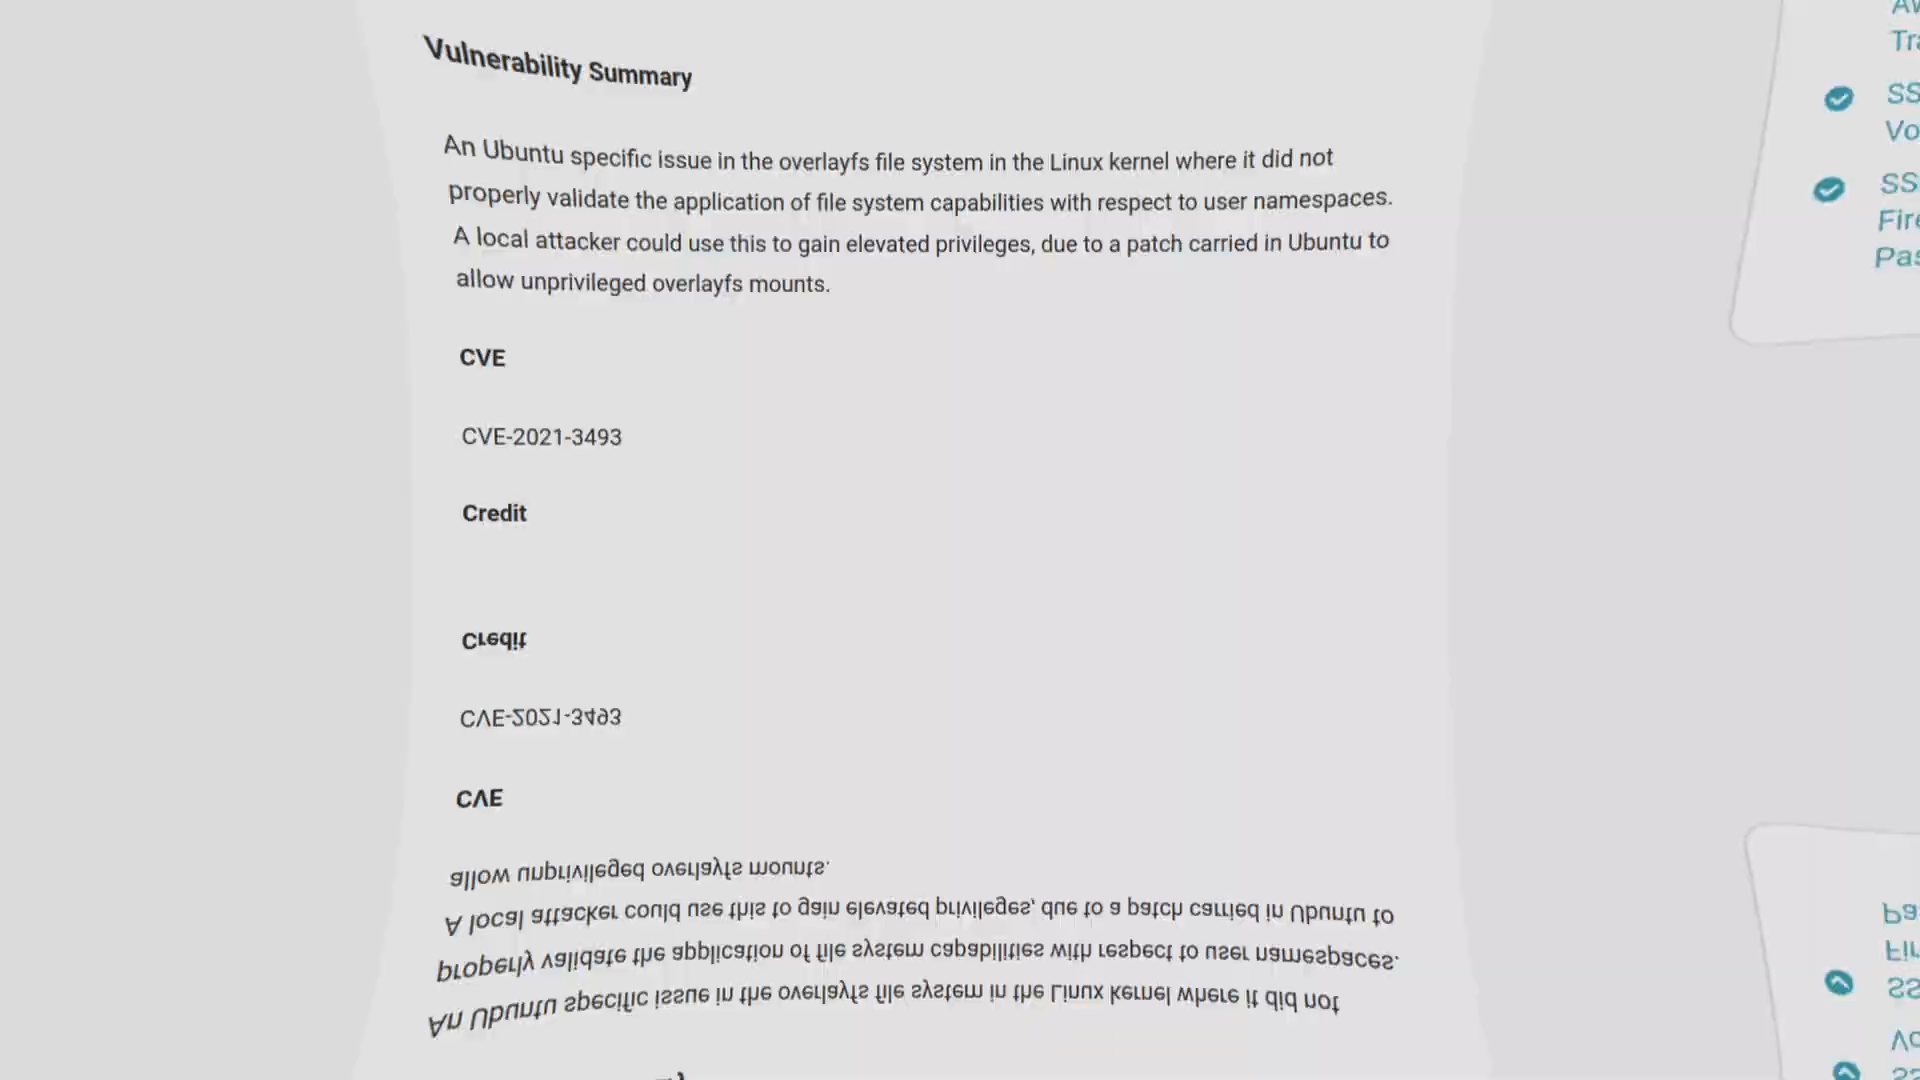 Vulnerability Summary
An Ubuntu specific issue in the overlayfs file system in the Linux kernel where it did not
properly validate the application of file system capabilities with respect to user namespaces.
A local attacker could use this to gain elevated privileges, due to a patch carried in Ubuntu to
allow unprivileged overlayfs mounts.
CVE
CVE-2021-3493
Credit
Credit
CVE-2021-3493
CVE
allow unprivileged overlayfs mounts.
A local attacker could use this to gain elevated privileges, due to a patch carried in Ubuntu to
properly validate the application of file system capabilities with respect to user namespaces.
An Ubuntu specific issue in the overlayfs file system in the Linux kernel where it did not